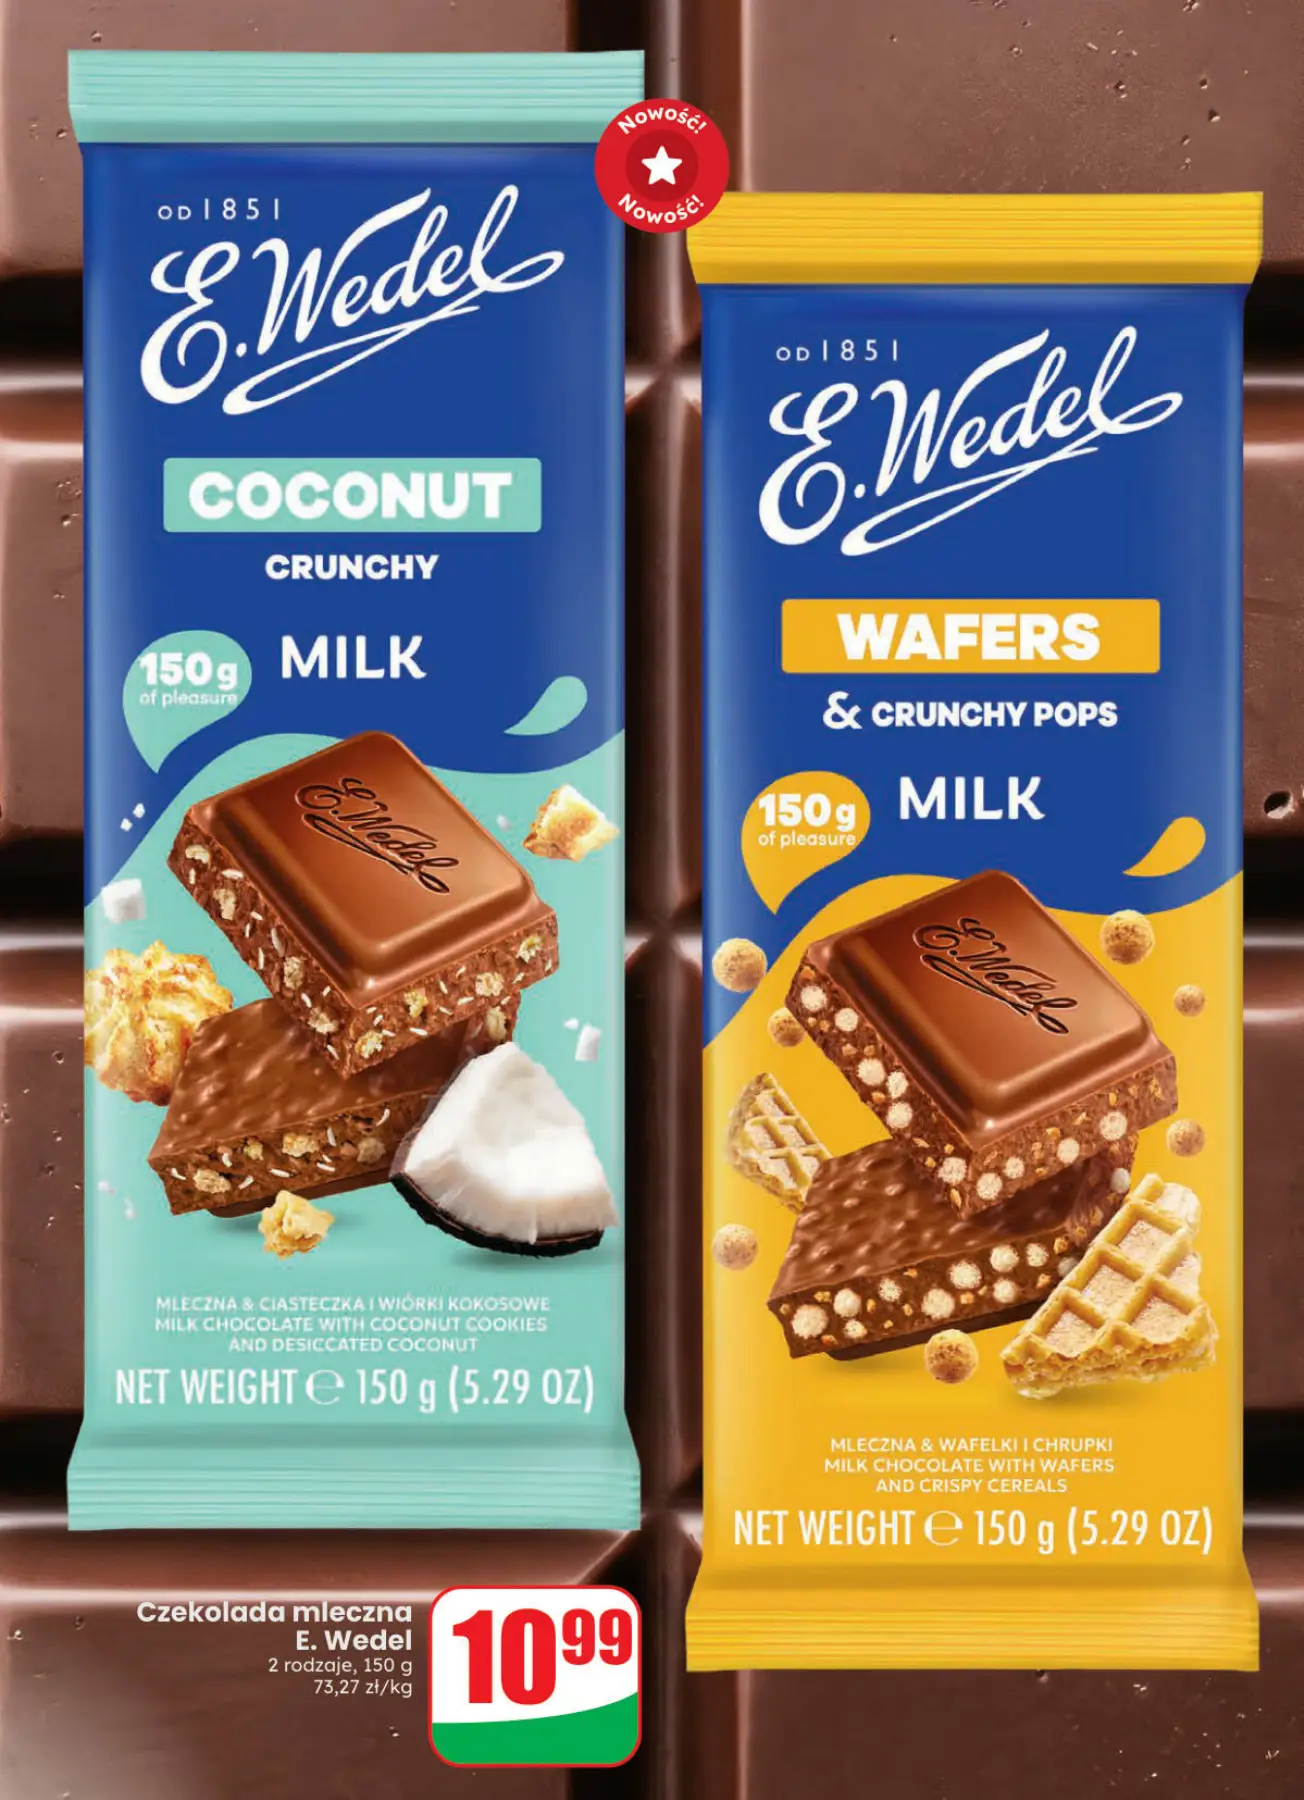 Nowość!
Nowość!
OD 1851
E. Wedel
COCONUT
CRUNCHY
150 g
of pleasure
MILK
E. Wedel
MLECZNA & CIASTECZKA I WIÓRKI KOKOSOWE
MILK CHOCOLATE WITH COCONUT COOKIES
AND DESICCATED COCONUT
NET WEIGHT ℮ 150 g (5.29 OZ)
OD 1851
E. Wedel
WAFERS
& CRUNCHY POPS
150 g
of pleasure
MILK
E. Wedel
MLECZNA & WAFELKI I CHRUPKI
MILK CHOCOLATE WITH WAFERS
AND CRISPY CEREALS
NET WEIGHT ℮ 150 g (5.29 OZ)
Czekolada mleczna
E. Wedel
2 rodzaje, 150 g
73,27 zł/kg
10 99